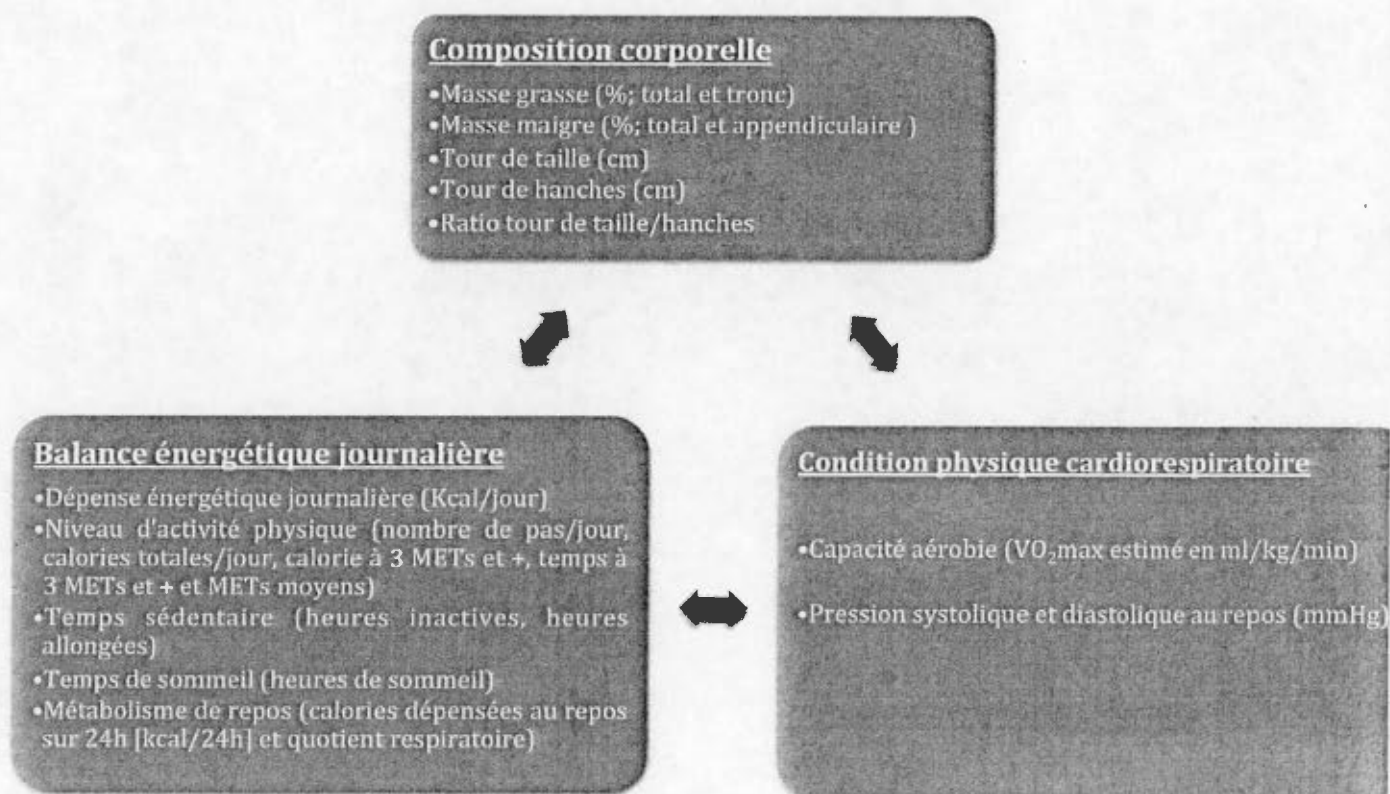 Composition corporelle
•Masse grasse (%; total et tronc)
•Masse maigre (%; total et appendiculaire )
•Tour de taille (cm)
•Tour de hanches (cm)
•Ratio tour de taille/hanches
Balance énergétique journalière
•Dépense énergétique journalière (Kcal/jour)
•Niveau d'activité physique (nombre de pas/jour,
calories totales/jour, calorie à 3 METs et +, temps à
3 METs et + et METs moyens)
•Temps sédentaire (heures inactives, heures
allongées)
•Temps de sommeil (heures de sommeil)
•Métabolisme de repos (calories dépensées au repos
sur 24h [kcal/24h] et quotient respiratoire)
Condition physique cardiorespiratoire
•Capacité aérobie (VO₂max estimé en ml/kg/min)
•Pression systolique et diastolique au repos (mmHg)